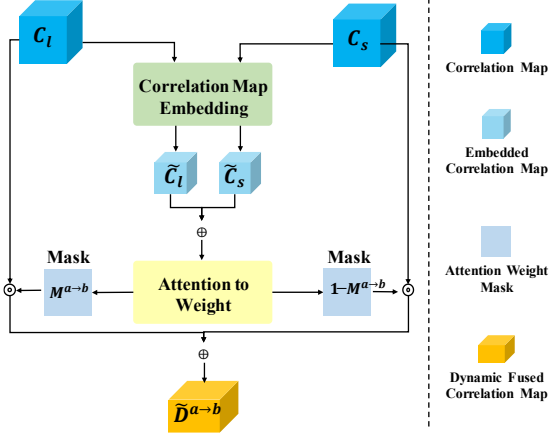 C_l
C_s
Correlation Map
Embedding
C̃_l
C̃_s
⊕
Mask
Mask
M^{a→b}
Attention to
Weight
1−M^{a→b}
⊕
D̃^{a→b}
Correlation Map
Embedded
Correlation Map
Attention Weight
Mask
Dynamic Fused
Correlation Map